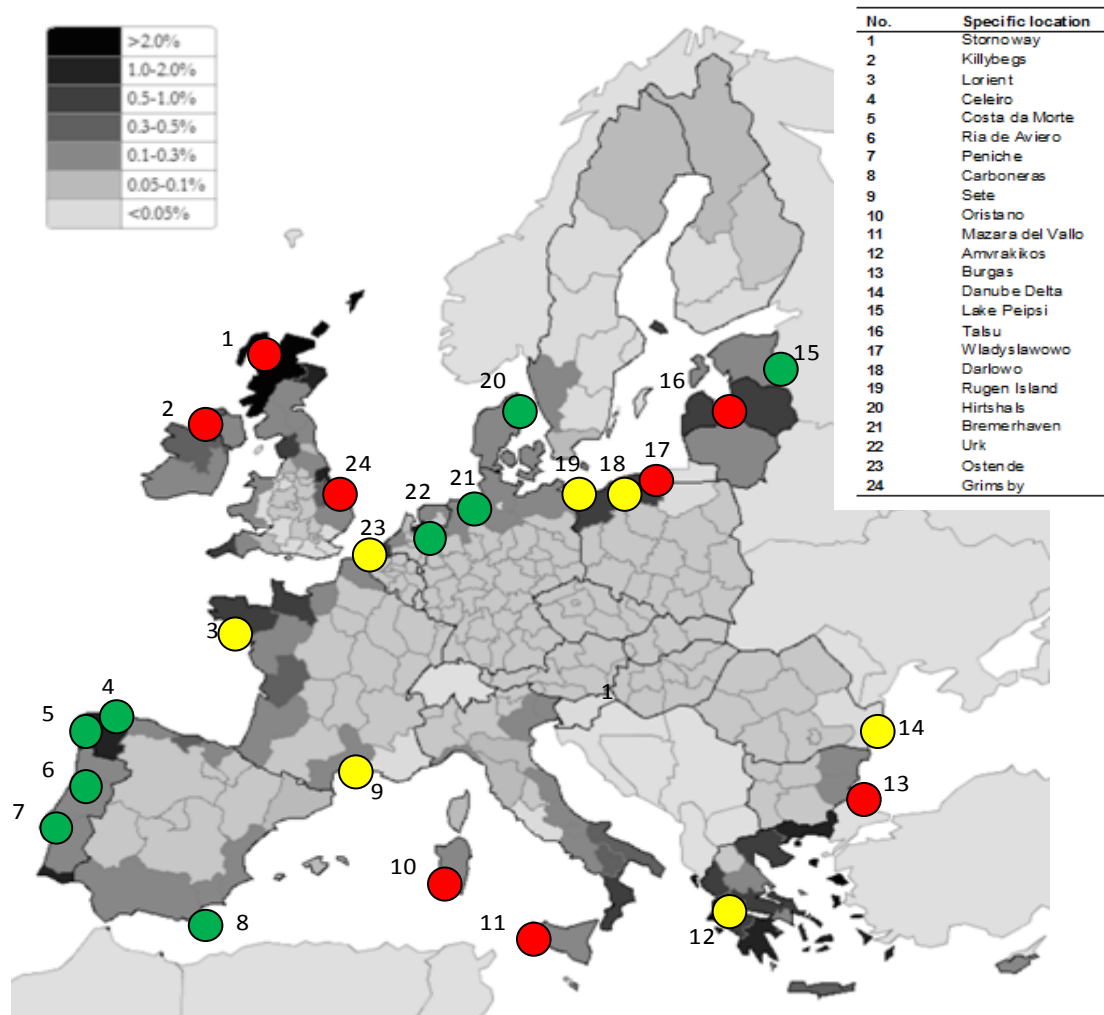 >2.0%
1.0-2.0%
0.5-1.0%
0.3-0.5%
0.1-0.3%
0.05-0.1%
<0.05%
No. Specific location
1 Stornoway
2 Killybegs
3 Lorient
4 Celeiro
5 Costa da Morte
6 Ria de Aviero
7 Peniche
8 Carboneras
9 Sete
10 Oristano
11 Mazara del Vallo
12 Amvrakikos
13 Burgas
14 Danube Delta
15 Lake Peipsi
16 Talsu
17 Wladyslawowo
18 Darlowo
19 Rugen Island
20 Hirtshals
21 Bremerhaven
22 Urk
23 Ostende
24 Grimsby
1
15
20
16
2
17
24
19
18
21
22
23
3
4
1
5
14
6
13
9
7
10
8
11
12